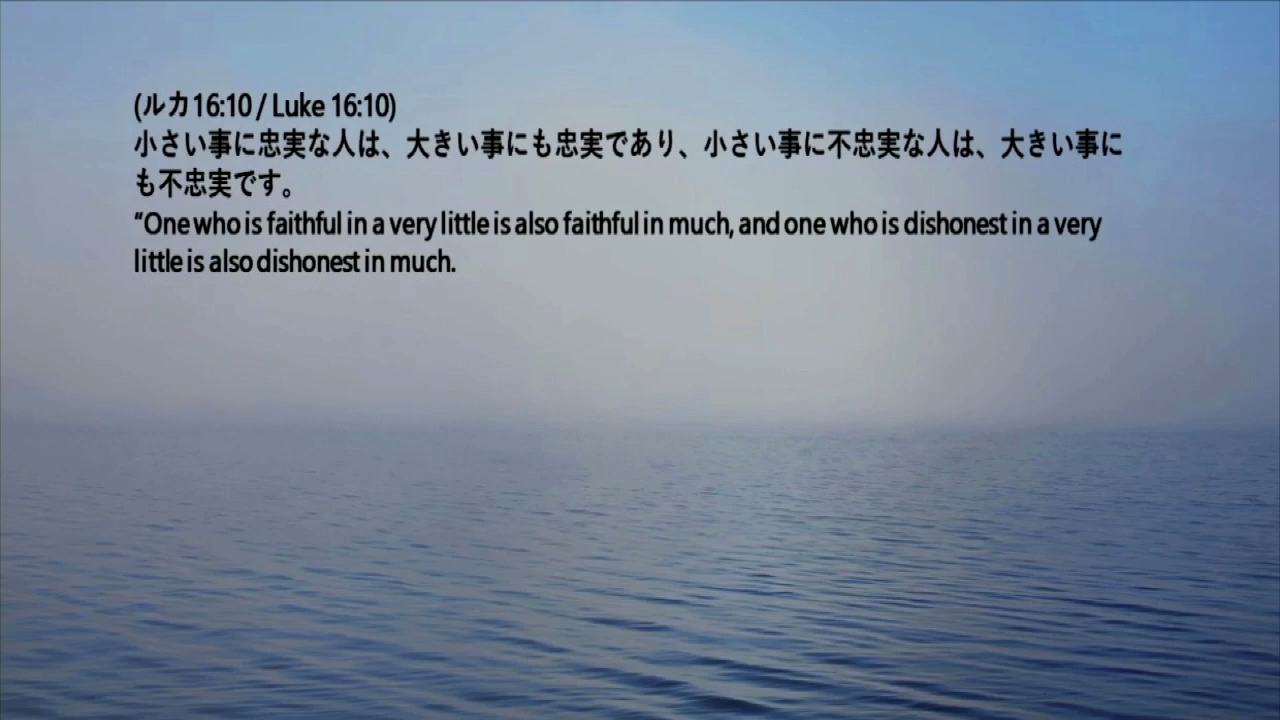 (ルカ16:10 / Luke 16:10)
小さい事に忠実な人は、大きい事にも忠実であり、小さい事に不忠実な人は、大きい事に
も不忠実です。
“One who is faithful in a very little is also faithful in much, and one who is dishonest in a very
little is also dishonest in much.